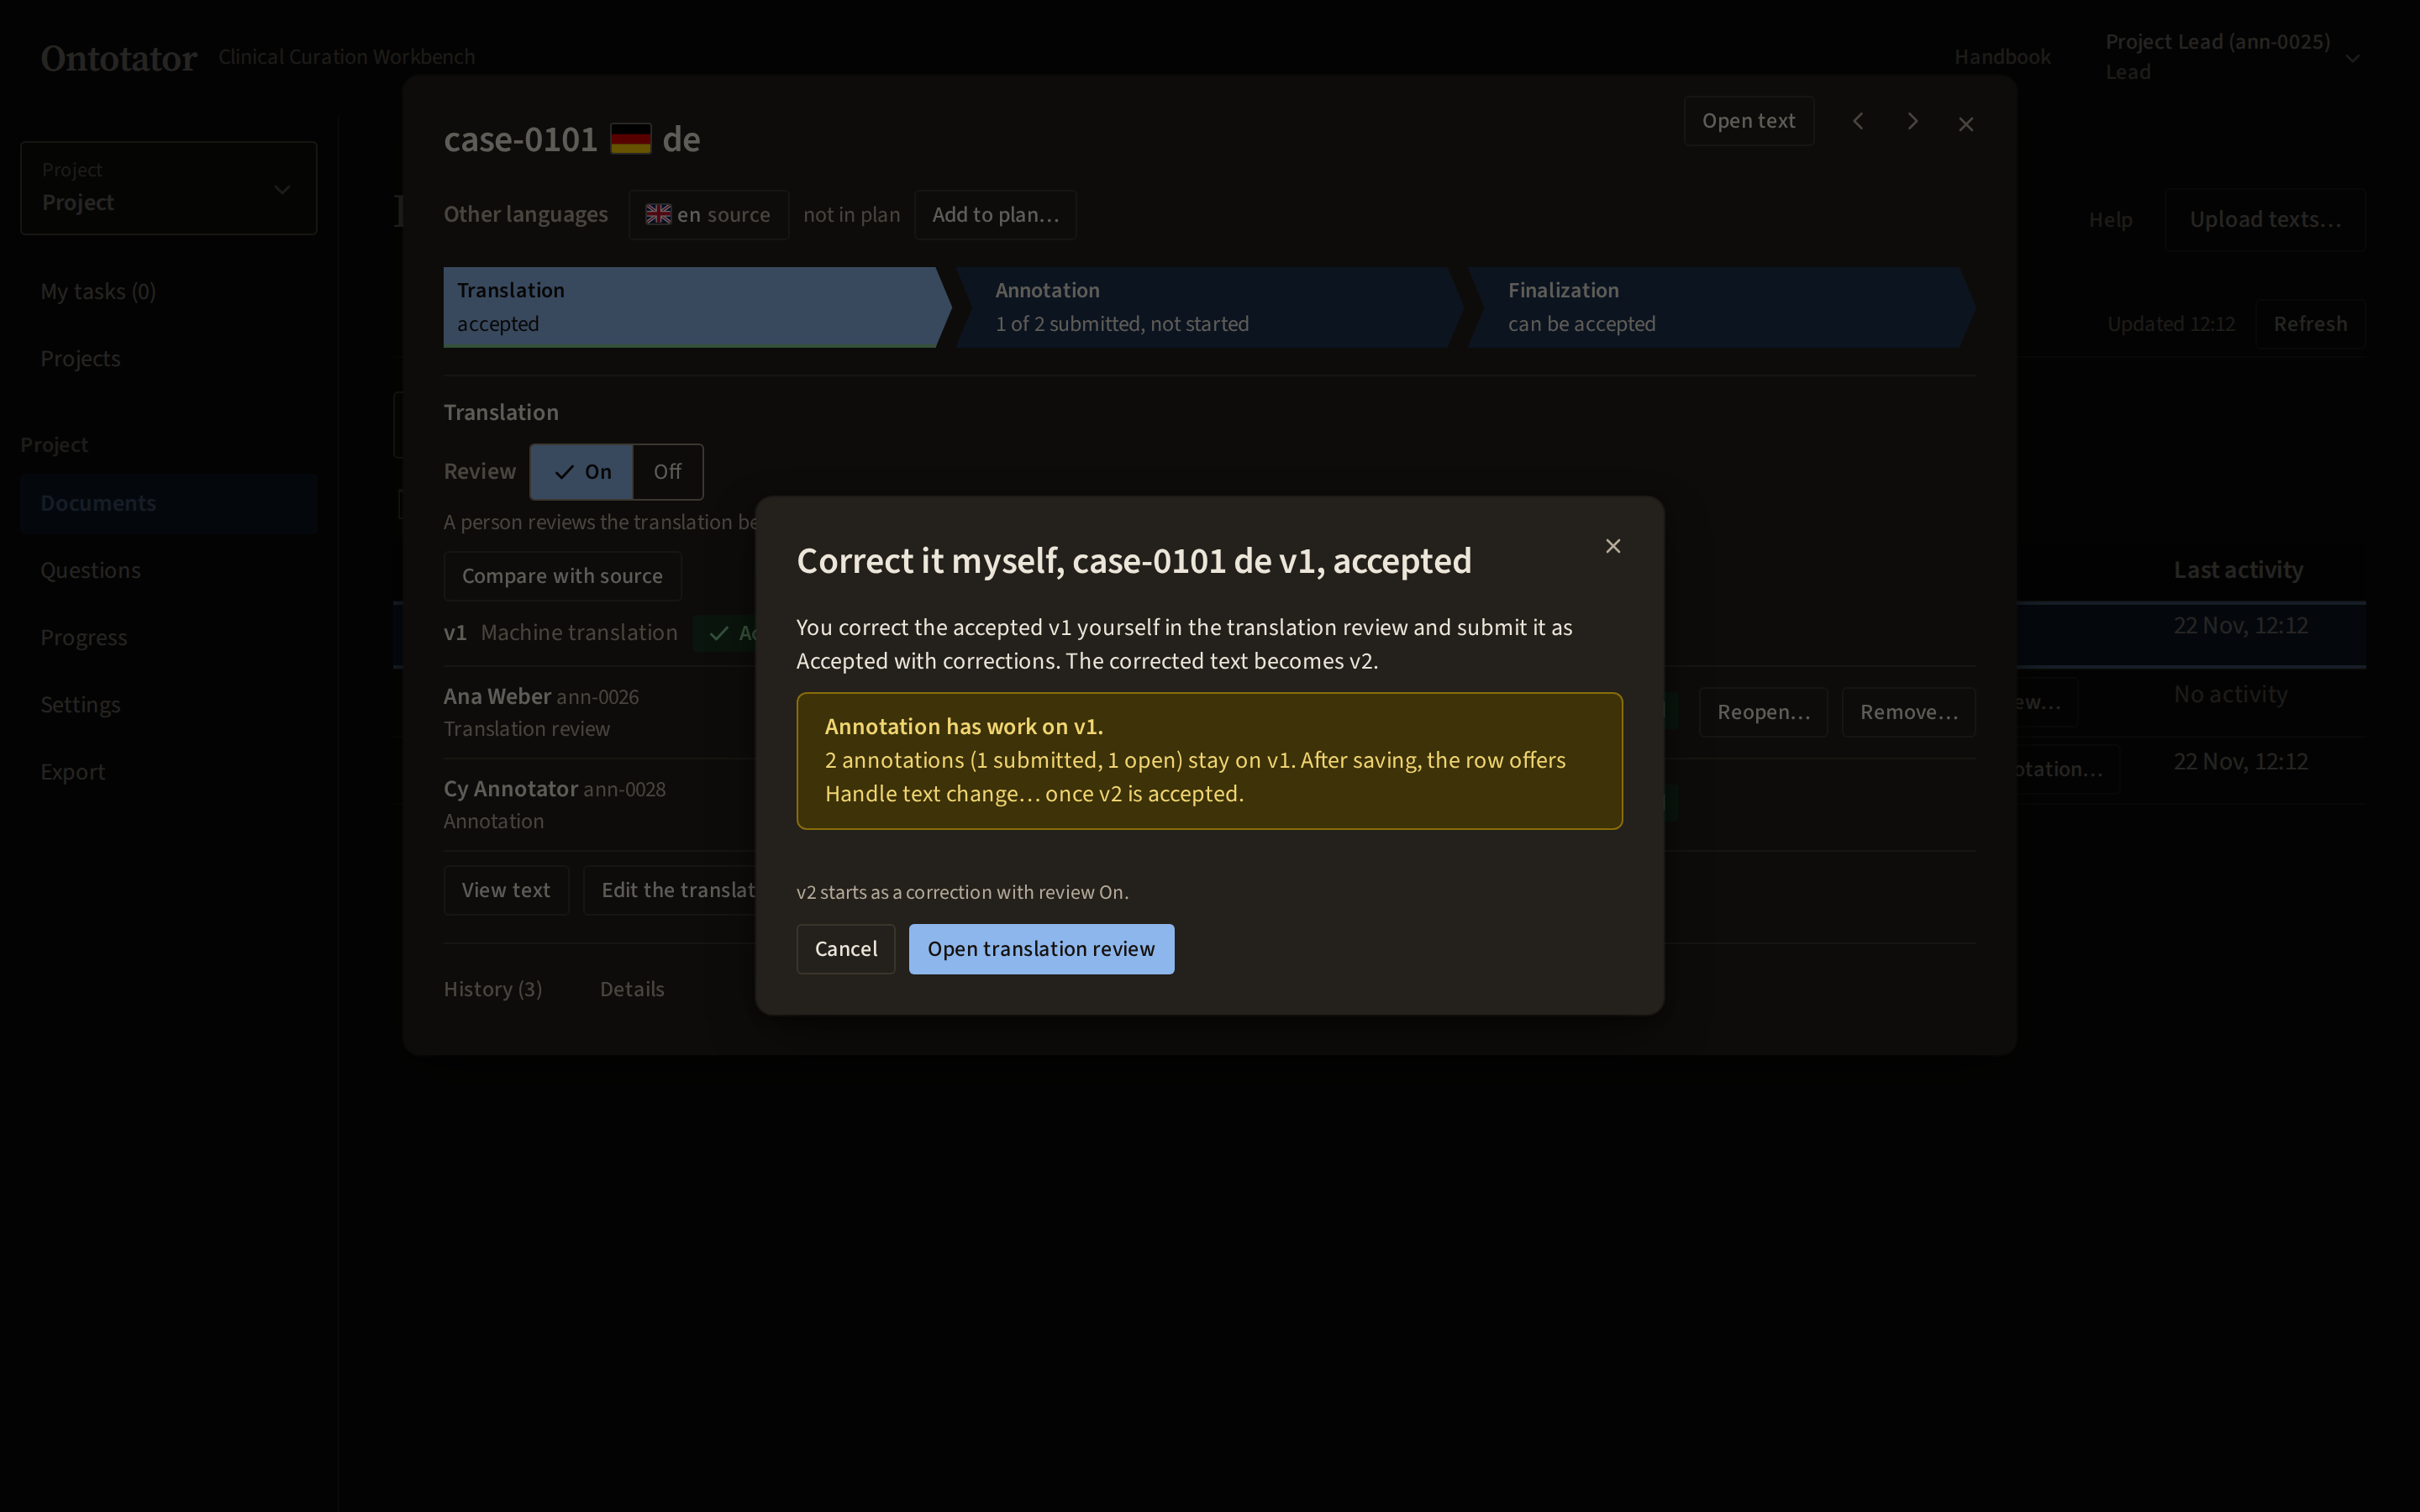 Ontotator Clinical Curation Workbench
Handbook
Project Lead (ann-0025)
Lead
Project
Project
My tasks (0)
Projects
Project
Documents
Questions
Progress
Settings
Export
Help
Upload texts…
Updated 12:12
Refresh
Last activity
22 Nov, 12:12
No activity
22 Nov, 12:12
case-0101 de
Open text
Other languages
en source
not in plan
Add to plan…
Translation
accepted
Annotation
1 of 2 submitted, not started
Finalization
can be accepted
Translation
Review
On
Off
A person reviews the translation
Compare with source
v1 Machine translation
Ana Weber ann-0026
Translation review
Reopen…
Remove…
Cy Annotator ann-0028
Annotation
View text
Edit the
History (3)
Details
Correct it myself, case-0101 de v1, accepted
You correct the accepted v1 yourself in the translation review and submit it as
Accepted with corrections. The corrected text becomes v2.
Annotation has work on v1.
2 annotations (1 submitted, 1 open) stay on v1. After saving, the row offers
Handle text change… once v2 is accepted.
v2 starts as a correction with review On.
Cancel
Open translation review